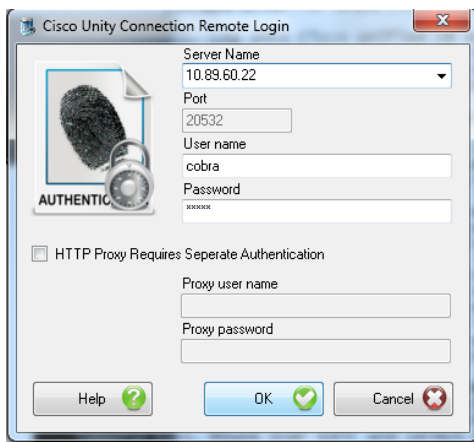 Cisco Unity Connection Remote Login
Server Name
10.89.60.22
Port
20532
User name
cobra
Password
*****
HTTP Proxy Requires Seperate Authentication
Proxy user name
Proxy password
Help
OK
Cancel